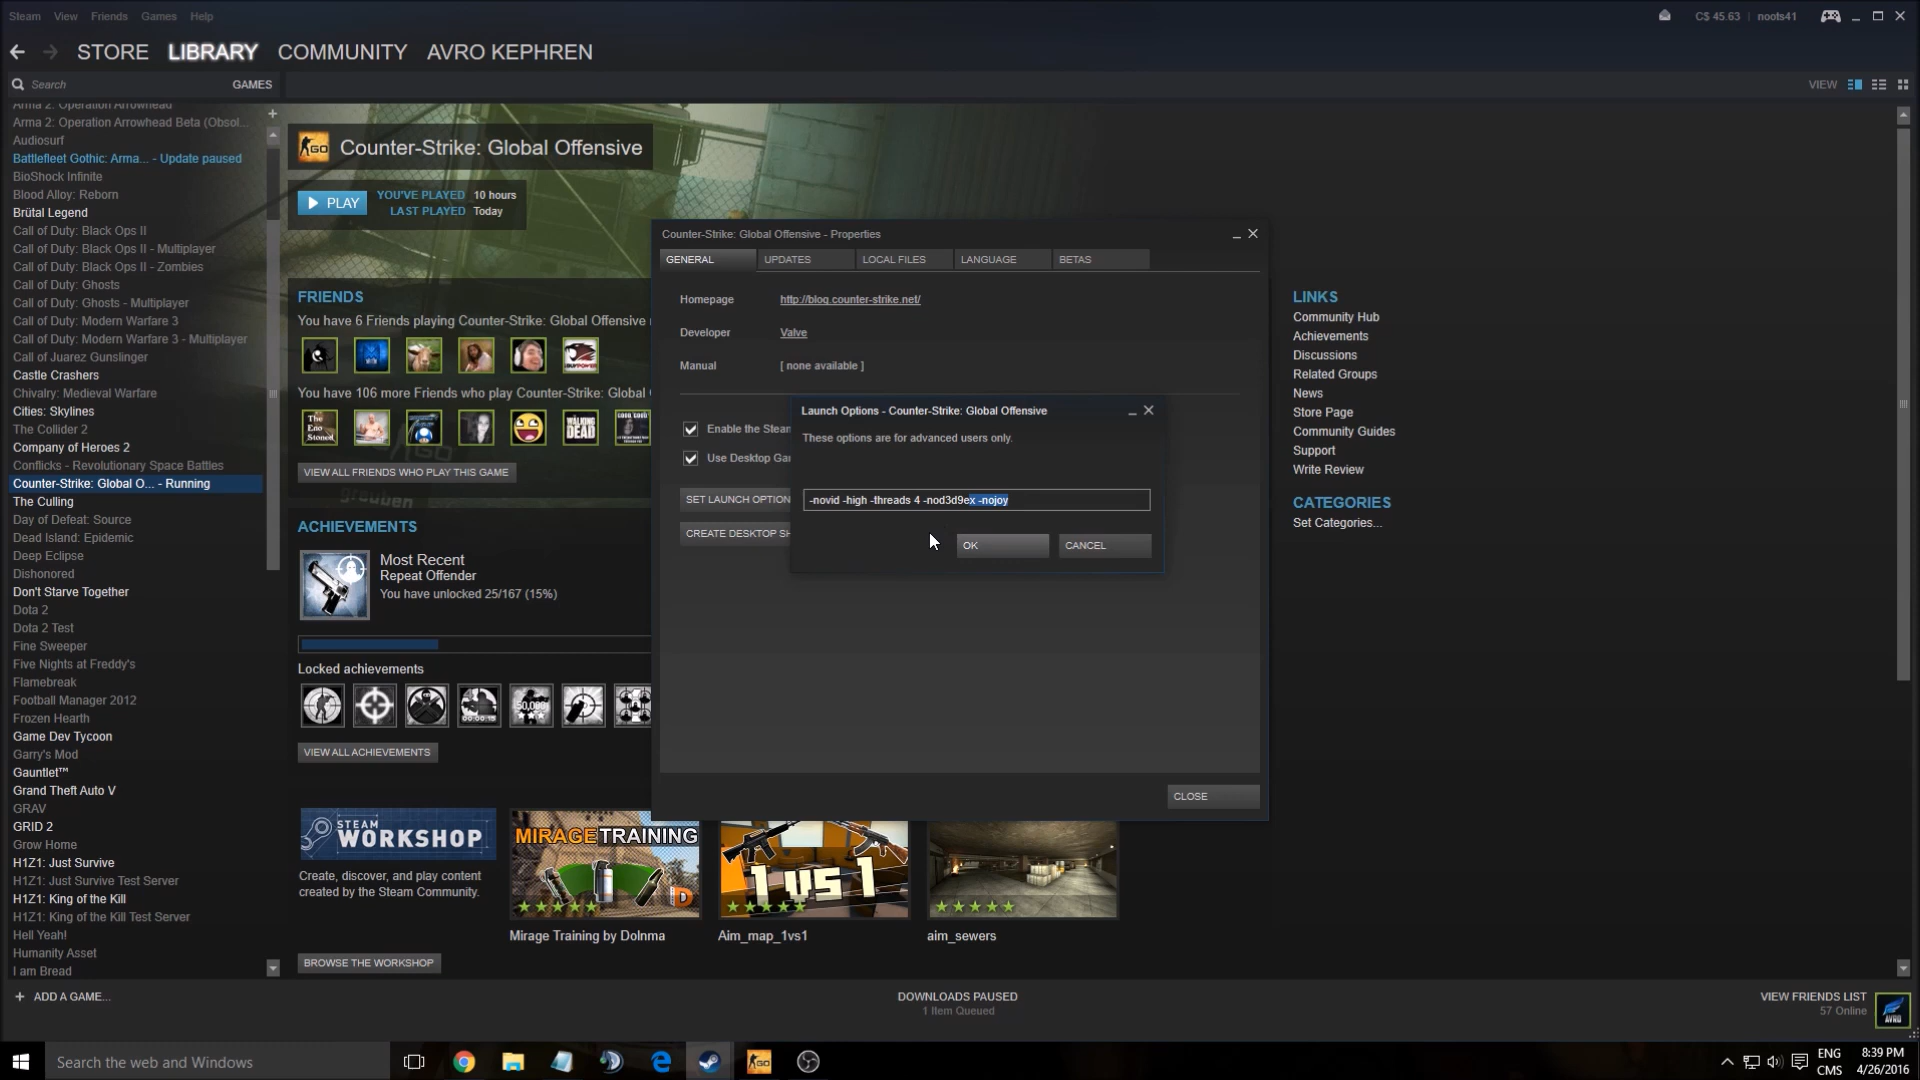 Steam View Friends Games Help
C$ 45.63 | noots41
STORE LIBRARY COMMUNITY AVRO KEPHREN
Search GAMES
VIEW
Arma 2: Operation Arrowhead
Arma 2: Operation Arrowhead Beta (Obsol...
Audiosurf
Battlefleet Gothic: Arma... - Update paused
BioShock Infinite
Blood Alloy: Reborn
Brütal Legend
Call of Duty: Black Ops II
Call of Duty: Black Ops II - Multiplayer
Call of Duty: Black Ops II - Zombies
Call of Duty: Ghosts
Call of Duty: Ghosts - Multiplayer
Call of Duty: Modern Warfare 3
Call of Duty: Modern Warfare 3 - Multiplayer
Call of Juarez Gunslinger
Castle Crashers
Chivalry: Medieval Warfare
Cities: Skylines
The Collider 2
Company of Heroes 2
Conflicks - Revolutionary Space Battles
Counter-Strike: Global O... - Running
The Culling
Day of Defeat: Source
Dead Island: Epidemic
Deep Eclipse
Dishonored
Don't Starve Together
Dota 2
Dota 2 Test
Fine Sweeper
Five Nights at Freddy's
Flamebreak
Football Manager 2012
Frozen Hearth
Game Dev Tycoon
Garry's Mod
Gauntlet™
Grand Theft Auto V
GRAV
GRID 2
Grow Home
H1Z1: Just Survive
H1Z1: Just Survive Test Server
H1Z1: King of the Kill
H1Z1: King of the Kill Test Server
Hell Yeah!
Humanity Asset
I am Bread
+ ADD A GAME...
GO
Counter-Strike: Global Offensive
PLAY
YOU'VE PLAYED 10 hours
LAST PLAYED Today
FRIENDS
You have 6 Friends playing Counter-Strike: Global Offensive
You have 106 more Friends who play Counter-Strike: Global O
The
Eno
Stoned
WALKING
DEAD
VIEW ALL FRIENDS WHO PLAY THIS GAME
ACHIEVEMENTS
Most Recent
Repeat Offender
You have unlocked 25/167 (15%)
Locked achievements
VIEW ALL ACHIEVEMENTS
STEAM
WORKSHOP
Create, discover, and play content
created by the Steam Community.
BROWSE THE WORKSHOP
MIRAGE TRAINING
Mirage Training by Dolnma
1 VS 1
Aim_map_1vs1
aim_sewers
Counter-Strike: Global Offensive - Properties
GENERAL UPDATES LOCAL FILES LANGUAGE BETAS
Homepage http://blog.counter-strike.net/
Developer Valve
Manual [ none available ]
Enable the Stean
Use Desktop Gar
SET LAUNCH OPTION
CREATE DESKTOP SH
CLOSE
Launch Options - Counter-Strike: Global Offensive
These options are for advanced users only.
-novid -high -threads 4 -nod3d9ex -nojoy
OK CANCEL
LINKS
Community Hub
Achievements
Discussions
Related Groups
News
Store Page
Community Guides
Support
Write Review
CATEGORIES
Set Categories...
DOWNLOADS PAUSED
1 Item Queued
VIEW FRIENDS LIST
57 Online
Search the web and Windows
ENG
CMS
8:39 PM
4/26/2016